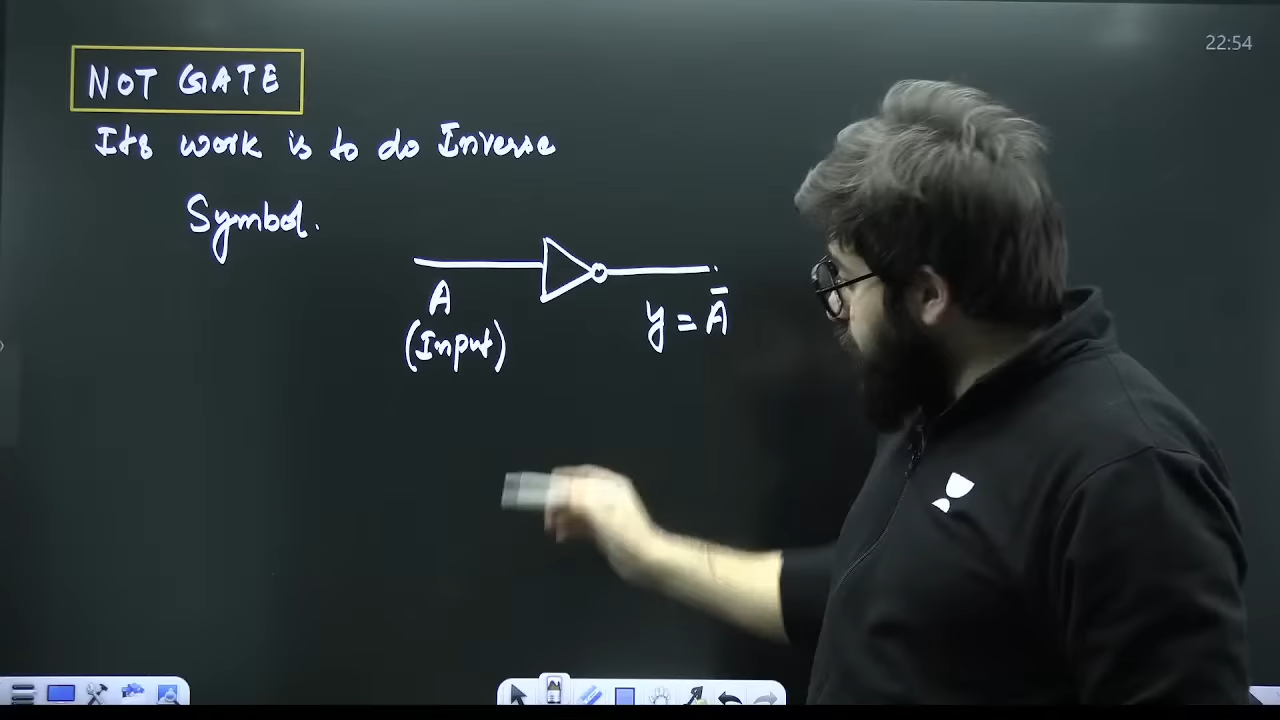 22:54
NOT GATE
Its work is to do Inverse
Symbol.
A
(Input)
y = Ā